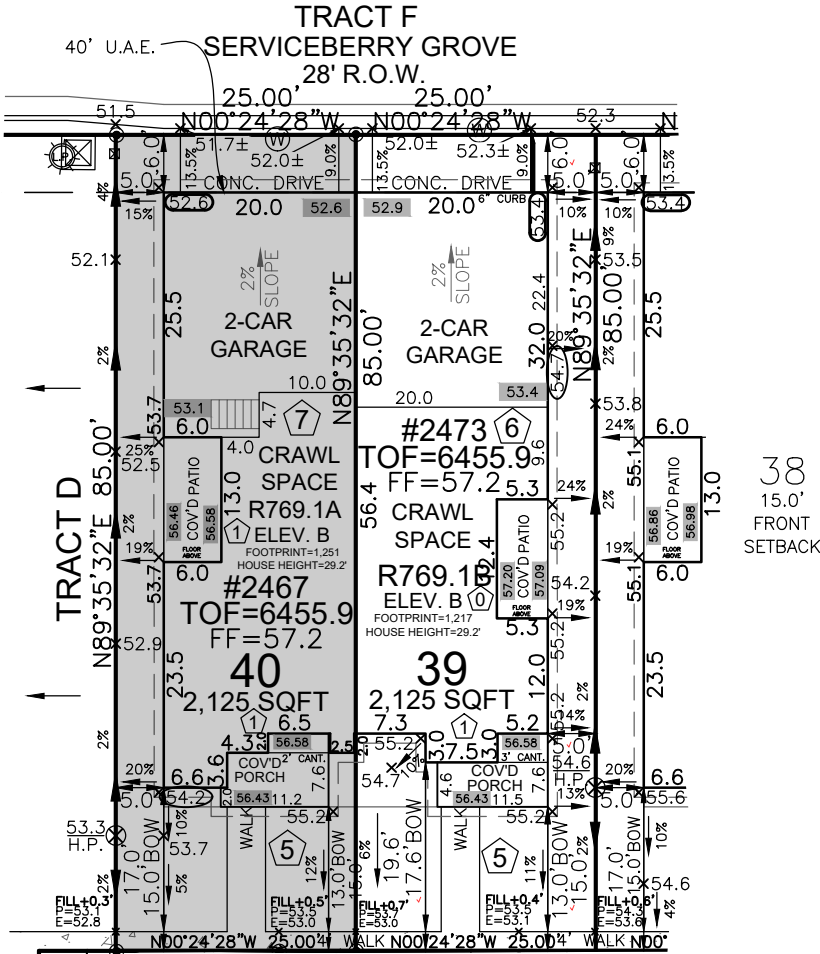 TRACT F
40' U.A.E.
SERVICEBERRY GROVE
28' R.O.W.
25.00' 25.00'
51.5 N00°24'28"W N00°24'28"W 52.3 N
51.7± W 52.0± 52.0± W 52.3±
6.0' 13.5% 9.0% 13.5% 9.0% 6.0' 6.0' 13.5%
LP
4% 5.0' CONC. DRIVE CONC. DRIVE 5.0' 5.0'
15% 52.6 20.0 52.6 52.9 20.0 6" CURB 53.4 10% 10% 53.4
9%
52.1 53.5
2% SLOPE 2% SLOPE
25.5 22.4 25.5
2-CAR GARAGE
2-CAR GARAGE
N89°35'32"E 85.00'
N89°35'32"E 85.00'
32.0 20% 54.7
2% 2%
10.0 20.0 53.4 53.8
53.1 4.7 7 #2473 6
53.7 6.0 4.0 24%
25% 52.5 CRAWL SPACE TOF=6455.9 9.6 55.1 6.0
FF=57.2
TRACT D
N89°35'32"E 85.00'
56.46 COV'D PATIO 56.58 13.0 FLOOR ABOVE
R769.1A
1 ELEV. B
FOOTPRINT=1,251
HOUSE HEIGHT=29.2'
56.4 CRAWL SPACE
5.3 24% 55.2
12.4 57.20 COV'D PATIO 57.09 FLOOR ABOVE
56.86 COV'D PATIO 56.98 13.0 FLOOR ABOVE
38
15.0'
FRONT
SETBACK
2% 2%
19% 19%
53.7 6.0 55.1 6.0
#2467
TOF=6455.9
FF=57.2
R769.1B
ELEV. B 0
FOOTPRINT=1,217
HOUSE HEIGHT=29.2'
54.2
5.3 19% 55.2
52.9
40 39
2,125 SQFT 2,125 SQFT
23.5 12.0 23.5
1 1
2% 2%
6.5 7.3 5.2 55.2 14%
4.3 2.0 56.58 2.5 2.0 55.2 3.0 7.5 3.0 56.58 5.0'
3.6 COV'D PORCH 2' CANT. 7.6 54.7 10% 3' CANT. 54.6 H.P.
4.6 COV'D PORCH 7.6
20% 6.6 20% 6.6
5.0' 54.2 2.0 56.43 11.2 56.43 11.5 13% 5.0' 55.6
55.2 55.2
53.3 H.P. 10% 53.7 WALK WALK 10%
17.0 15.0'BOW 5% 5 12% 13.0'BOW 15.0' 6% 19.6' 17.6'BOW 5 11% 13.0'BOW 15.0' 2% 15.0'BOW 17.0' 54.6 4%
2%
FILL+0.3' FILL+0.5' FILL+0.7' FILL+0.4' FILL+0.6'
P=53.1 P=53.5 P=53.7 P=53.5 P=54.3
E=52.8 E=53.0 E=53.0 E=53.1 E=53.6
N00°24'28"W 25.00' 4' WALK N00°24'28"W 25.00' 4' WALK N00°